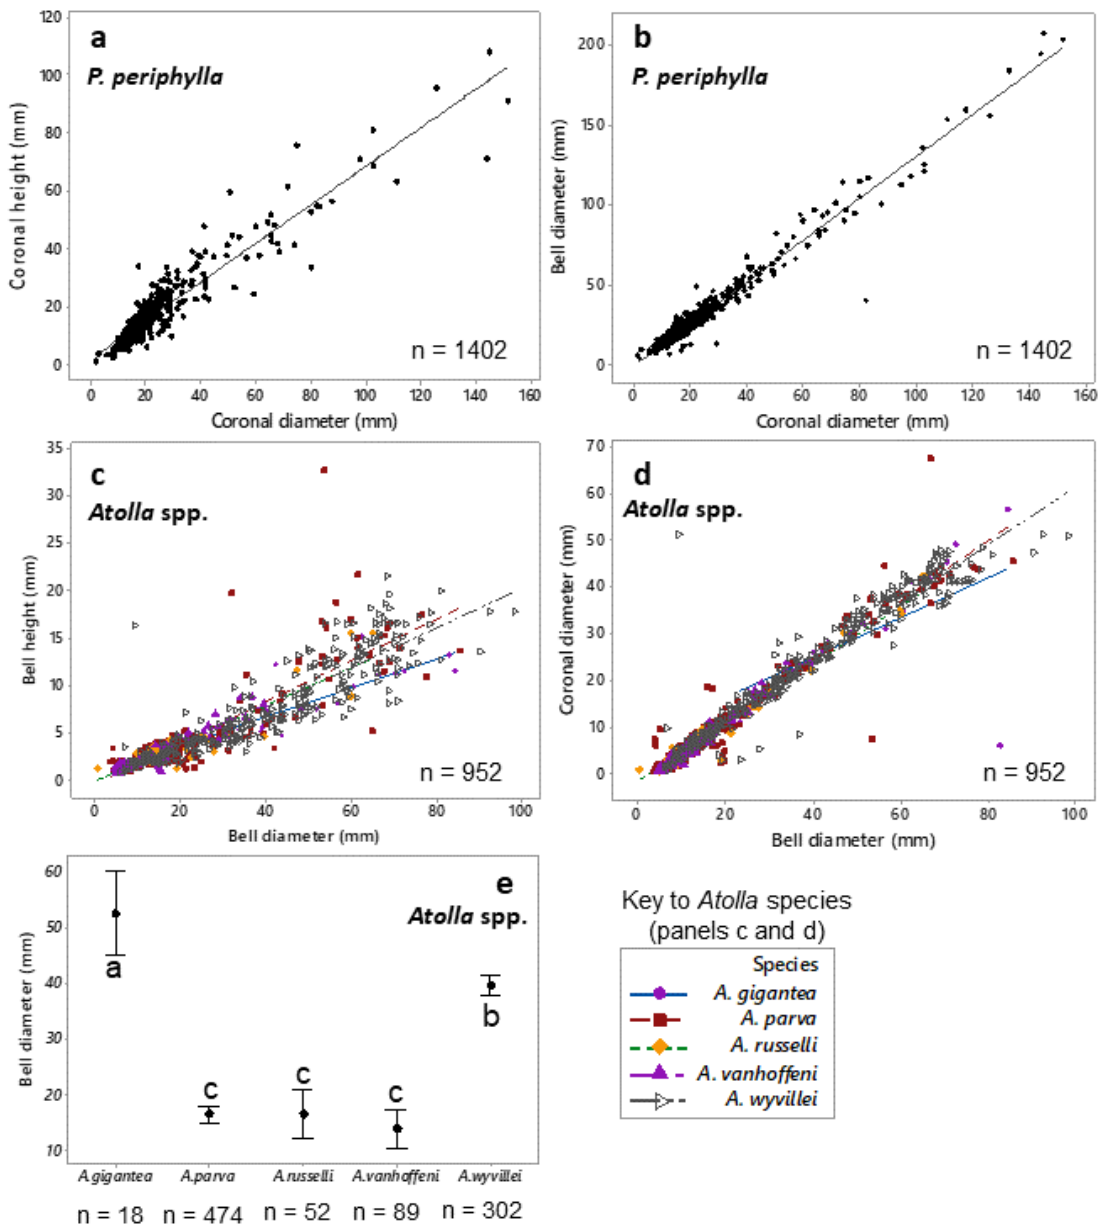 a
P. periphylla
120
100
80
60
40
20
0
Coronal height (mm)
n = 1402
0 20 40 60 80 100 120 140 160
Coronal diameter (mm)
b
P. periphylla
200
150
100
50
0
Bell diameter (mm)
n = 1402
0 20 40 60 80 100 120 140 160
Coronal diameter (mm)
c
Atolla spp.
35
30
25
20
15
10
5
0
Bell height (mm)
n = 952
0 20 40 60 80 100
Bell diameter (mm)
d
Atolla spp.
70
60
50
40
30
20
10
0
Coronal diameter (mm)
n = 952
0 20 40 60 80 100
Bell diameter (mm)
e
Atolla spp.
60
50
40
30
20
10
Bell diameter (mm)
a
c
c
c
b
A.gigantea A.parva A.russelli A.vanhoffeni A.wyvillei
n = 18 n = 474 n = 52 n = 89 n = 302
Key to Atolla species
(panels c and d)
Species
A. gigantea
A. parva
A. russelli
A. vanhoffeni
A. wyvillei